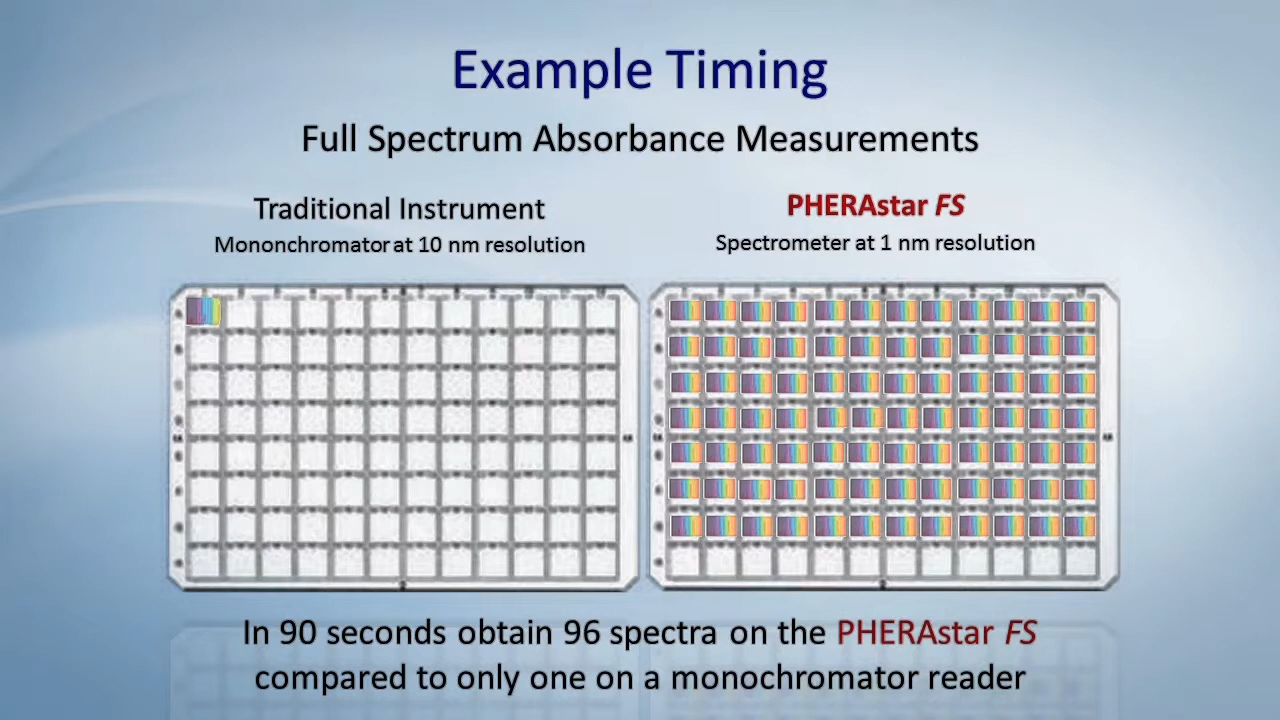 Example Timing
Full Spectrum Absorbance Measurements
Traditional Instrument
Mononchromator at 10 nm resolution
PHERAstar FS
Spectrometer at 1 nm resolution
In 90 seconds obtain 96 spectra on the PHERAstar FS
compared to only one on a monochromator reader